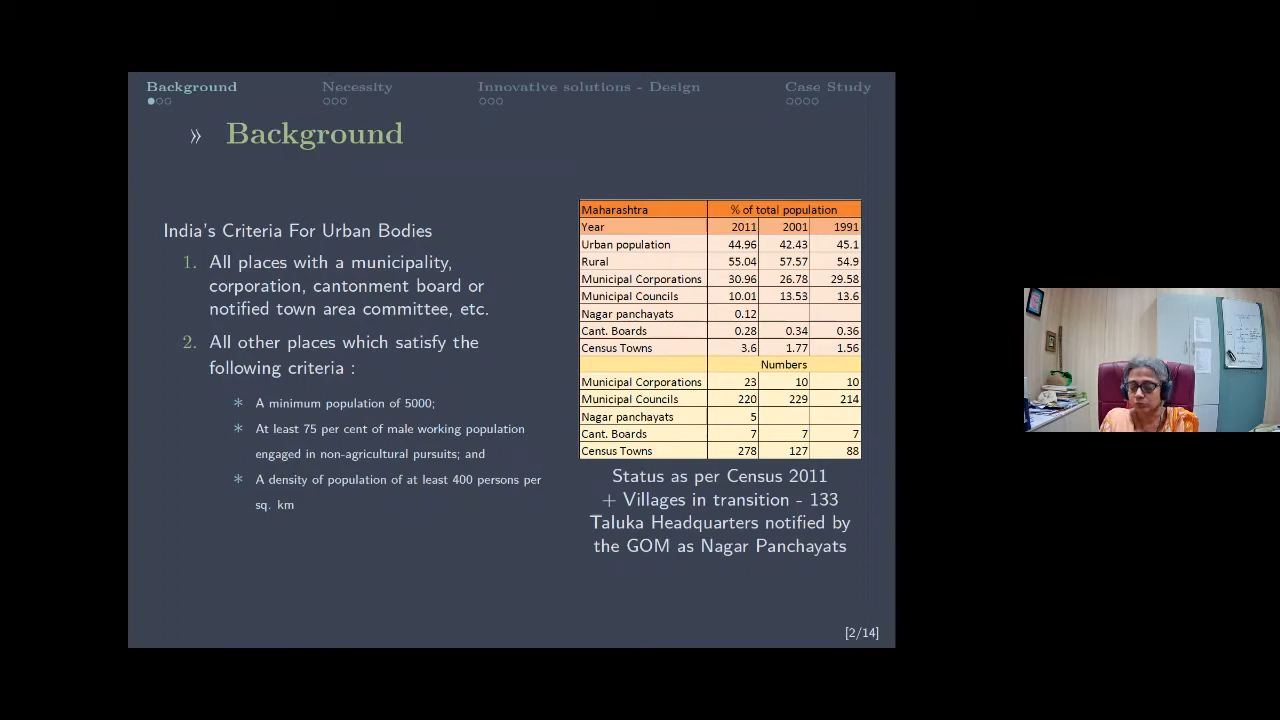 Background Necessity Innovative solutions - Design Case Study
» Background
India's Criteria For Urban Bodies
1. All places with a municipality,
corporation, cantonment board or
notified town area committee, etc.
2. All other places which satisfy the
following criteria :
* A minimum population of 5000;
* At least 75 per cent of male working population
engaged in non-agricultural pursuits; and
* A density of population of at least 400 persons per
sq. km
Maharashtra % of total population
Year 2011 2001 1991
Urban population 44.96 42.43 45.1
Rural 55.04 57.57 54.9
Municipal Corporations 30.96 26.78 29.58
Municipal Councils 10.01 13.53 13.6
Nagar panchayats 0.12
Cant. Boards 0.28 0.34 0.36
Census Towns 3.6 1.77 1.56
Numbers
Municipal Corporations 23 10 10
Municipal Councils 220 229 214
Nagar panchayats 5
Cant. Boards 7 7 7
Census Towns 278 127 88
Status as per Census 2011
+ Villages in transition - 133
Taluka Headquarters notified by
the GOM as Nagar Panchayats
[2/14]